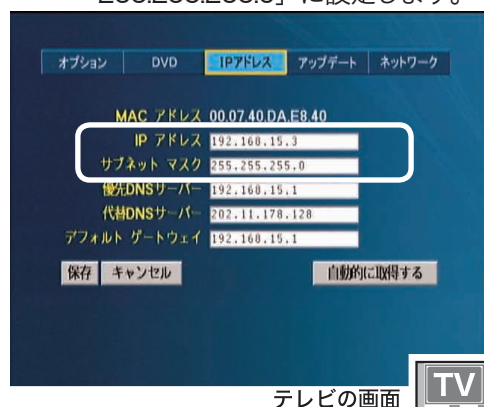 255.255.255.0」に設定します。
オプション DVD IPアドレス アップデート ネットワーク
MAC アドレス 00.07.40.DA.E8.40
IP アドレス 192.168.15.3
サブネット マスク 255.255.255.0
優先DNSサーバー 192.168.15.1
代替DNSサーバー 202.11.178.128
デフォルト ゲートウェイ 192.168.15.1
保存 キャンセル 自動的に取得する
テレビの画面 TV